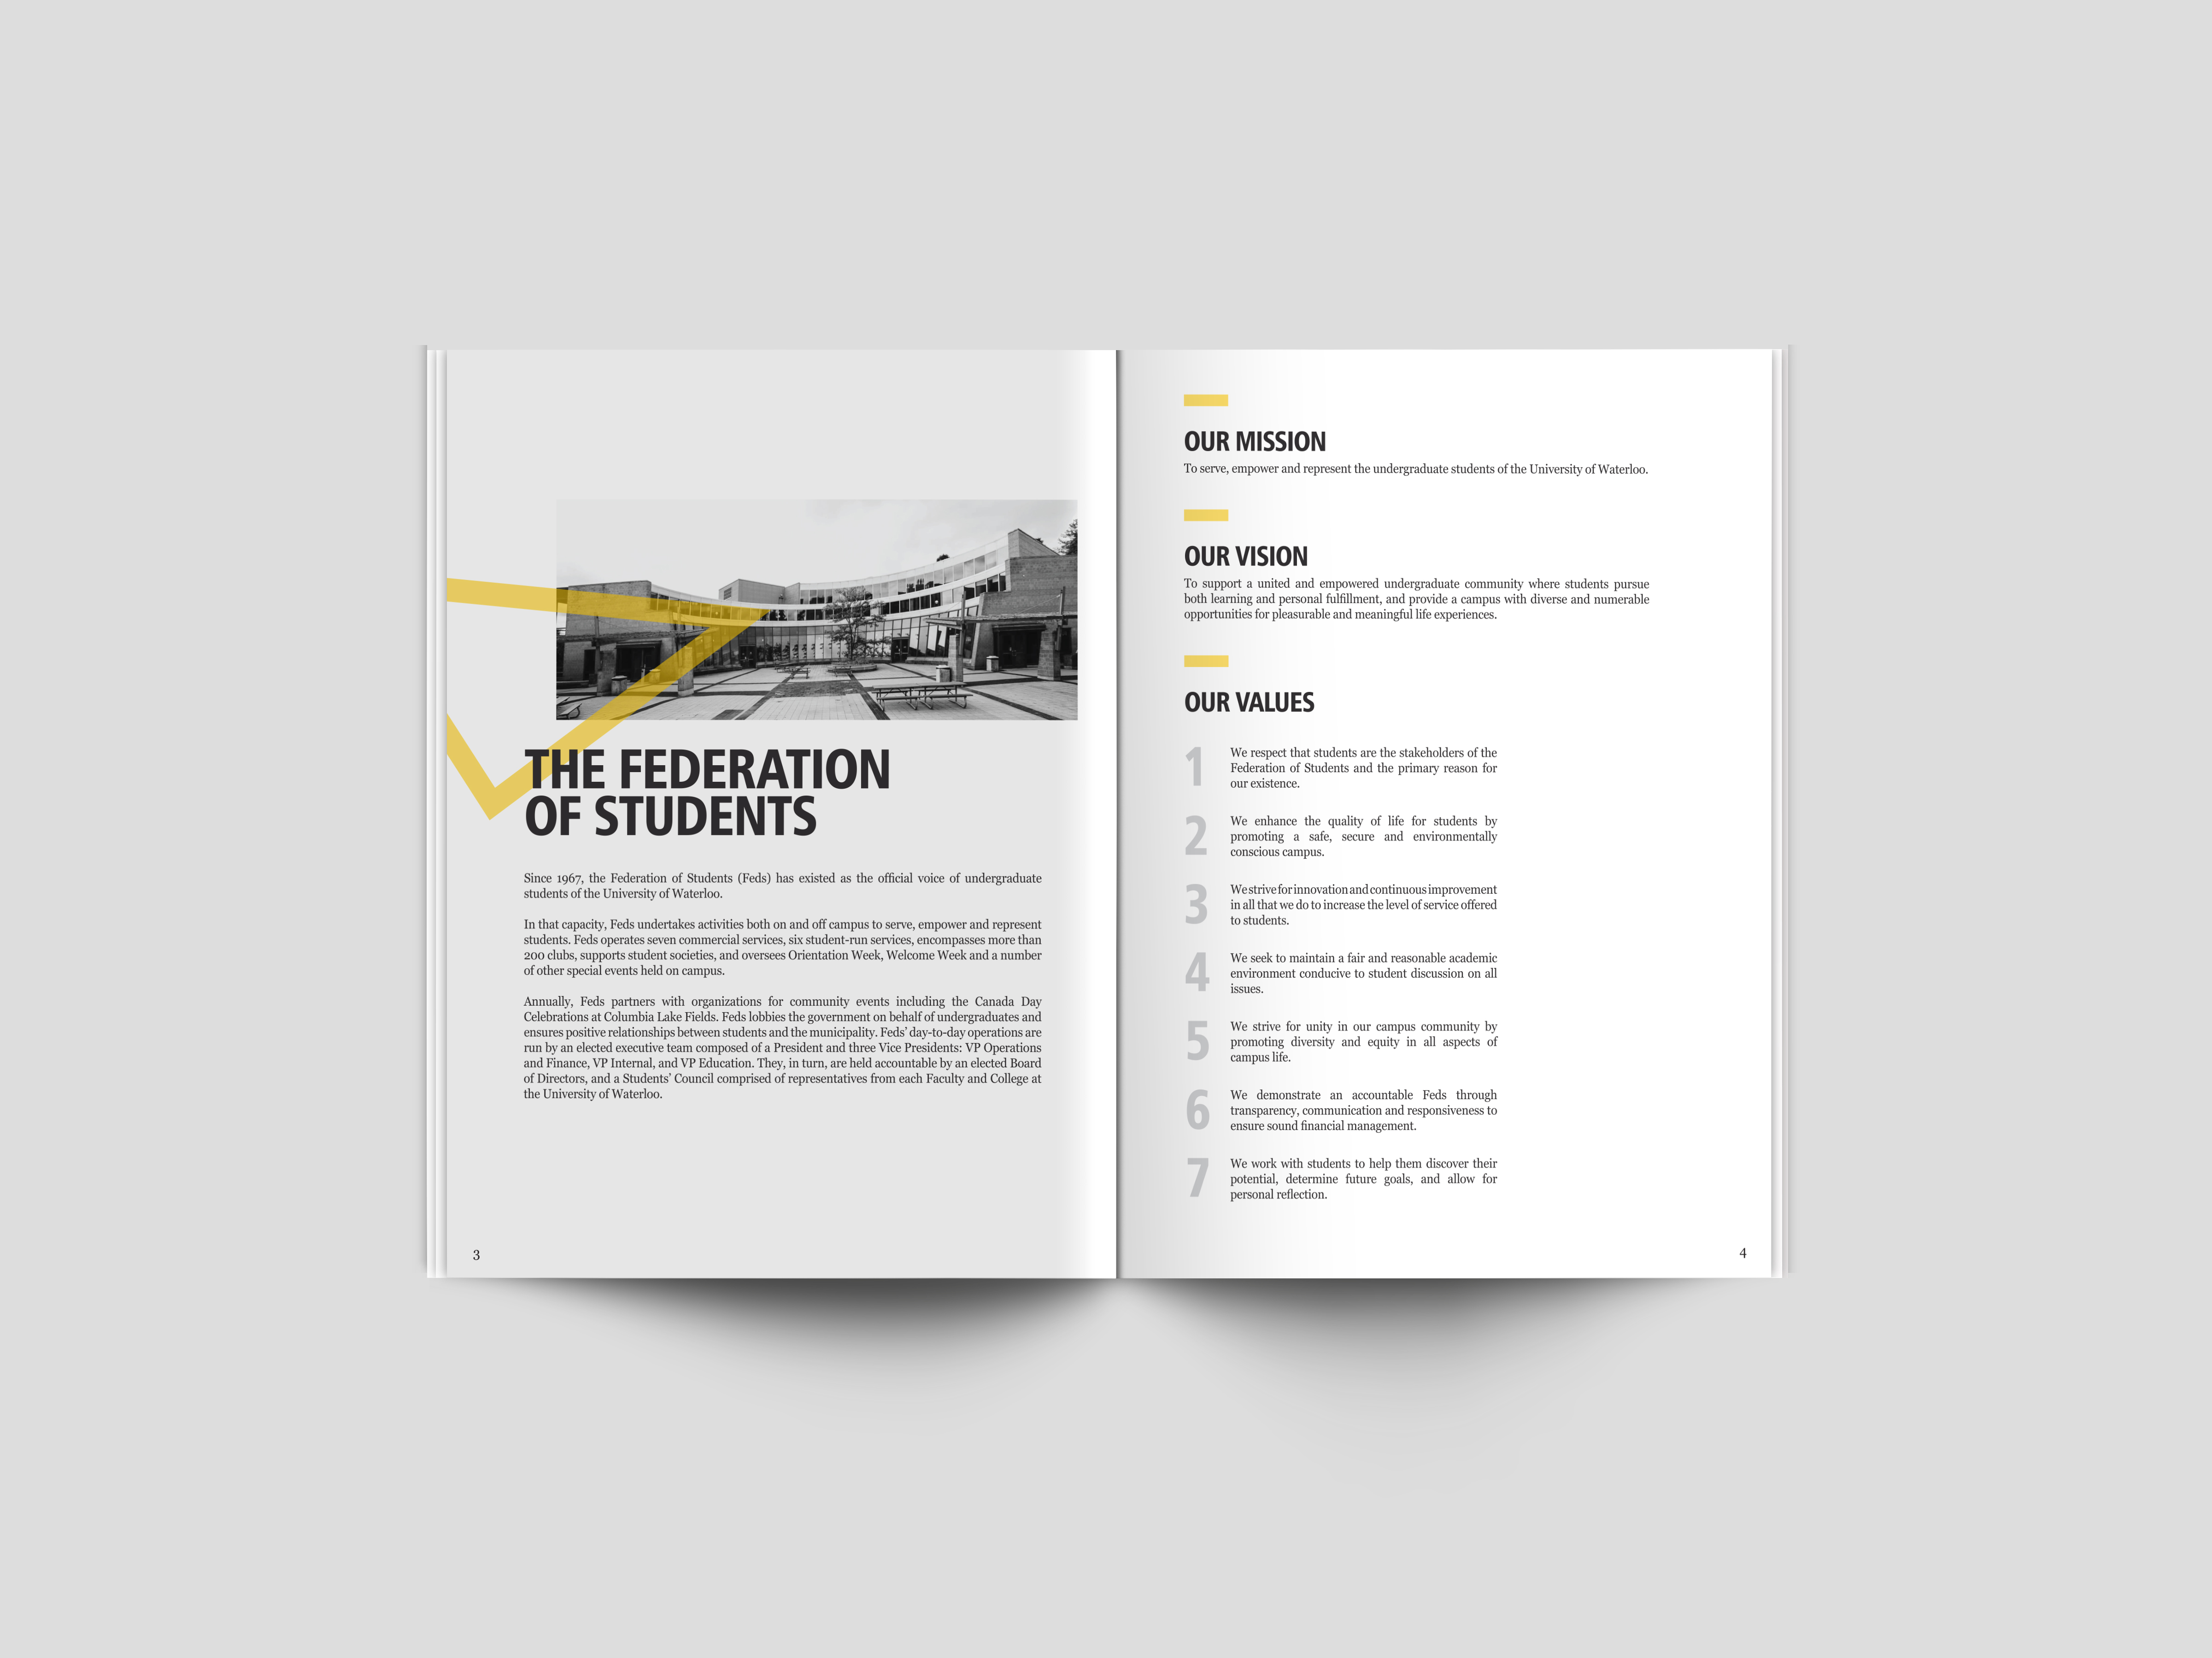 THE FEDERATION
OF STUDENTS
Since 1967, the Federation of Students (Feds) has existed as the official voice of undergraduate
students of the University of Waterloo.
In that capacity, Feds undertakes activities both on and off campus to serve, empower and represent
students. Feds operates seven commercial services, six student-run services, encompasses more than
200 clubs, supports student societies, and oversees Orientation Week, Welcome Week and a number
of other special events held on campus.
Annually, Feds partners with organizations for community events including the Canada Day
Celebrations at Columbia Lake Fields. Feds lobbies the government on behalf of undergraduates and
ensures positive relationships between students and the municipality. Feds’ day-to-day operations are
run by an elected executive team composed of a President and three Vice Presidents: VP Operations
and Finance, VP Internal, and VP Education. They, in turn, are held accountable by an elected Board
of Directors, and a Students’ Council comprised of representatives from each Faculty and College at
the University of Waterloo.
3
OUR MISSION
To serve, empower and represent the undergraduate students of the University of Waterloo.
OUR VISION
To support a united and empowered undergraduate community where students pursue
both learning and personal fulfillment, and provide a campus with diverse and numerable
opportunities for pleasurable and meaningful life experiences.
OUR VALUES
1
We respect that students are the stakeholders of the
Federation of Students and the primary reason for
our existence.
2
We enhance the quality of life for students by
promoting a safe, secure and environmentally
conscious campus.
3
We strive for innovation and continuous improvement
in all that we do to increase the level of service offered
to students.
4
We seek to maintain a fair and reasonable academic
environment conducive to student discussion on all
issues.
5
We strive for unity in our campus community by
promoting diversity and equity in all aspects of
campus life.
6
We demonstrate an accountable Feds through
transparency, communication and responsiveness to
ensure sound financial management.
7
We work with students to help them discover their
potential, determine future goals, and allow for
personal reflection.
4